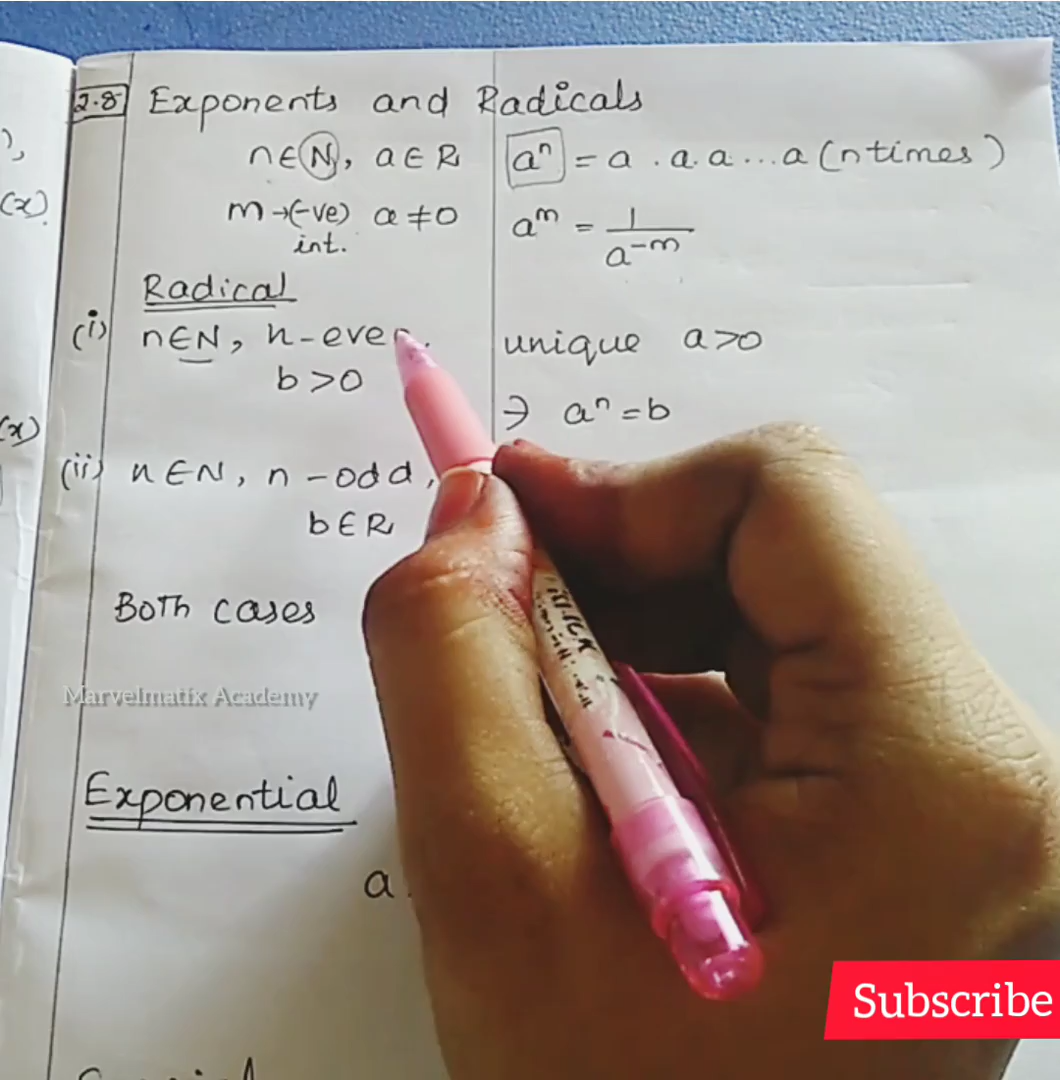 2.8 Exponents and Radicals
n∈N, a∈R aⁿ = a . a. a ... a (n times)
m→(-ve) a ≠ 0 aᵐ = 1/a⁻ᵐ
int.
Radical
(i) n∈N, n-eve unique a>0
b>0 ∋ aⁿ = b
(ii) n∈N, n-odd,
b∈R
Both cases
Marvelmatix Academy
Exponential
a
Subscribe
(x)
(x)